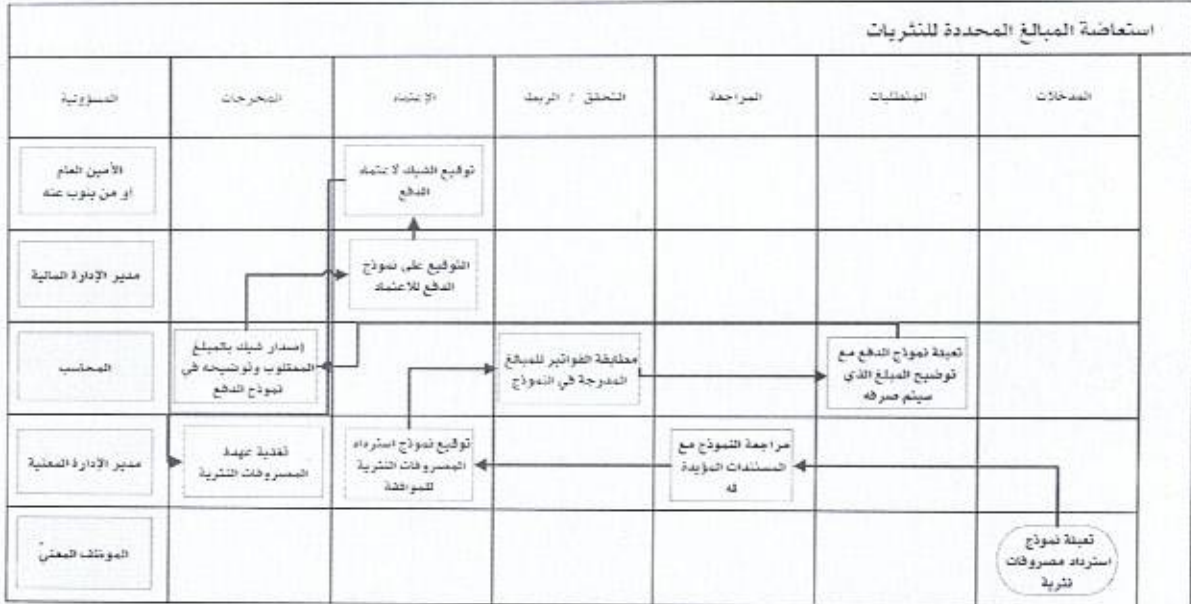 استعاضة المبالغ المحددة للنثريات
المدخلات
المتطلبات
المراجعة
التحقق / الربط
الإعتماد
المخرجات
المسؤولية
توقيع الشيك لاعتماد
الدفع
الأمين العام
أو من ينوب عنه
التوقيع على نموذج
الدفع للاعتماد
مدير الإدارة المالية
تعبئة نموذج الدفع مع
توضيح المبلغ الذي
سيتم صرفه
مطابقة الفواتير للمبالغ
المدرجة في النموذج
إصدار شيك بالمبلغ
المطلوب وتوضيحه في
نموذج الدفع
المحاسب
مراجعة النموذج مع
المستندات المؤيدة
له
توقيع نموذج استرداد
المصروفات النثرية
للموافقة
تغذية عهدة
المصروفات النثرية
مدير الإدارة المعنية
تعبئة نموذج
استرداد مصروفات
نثرية
الموظف المعنيّ